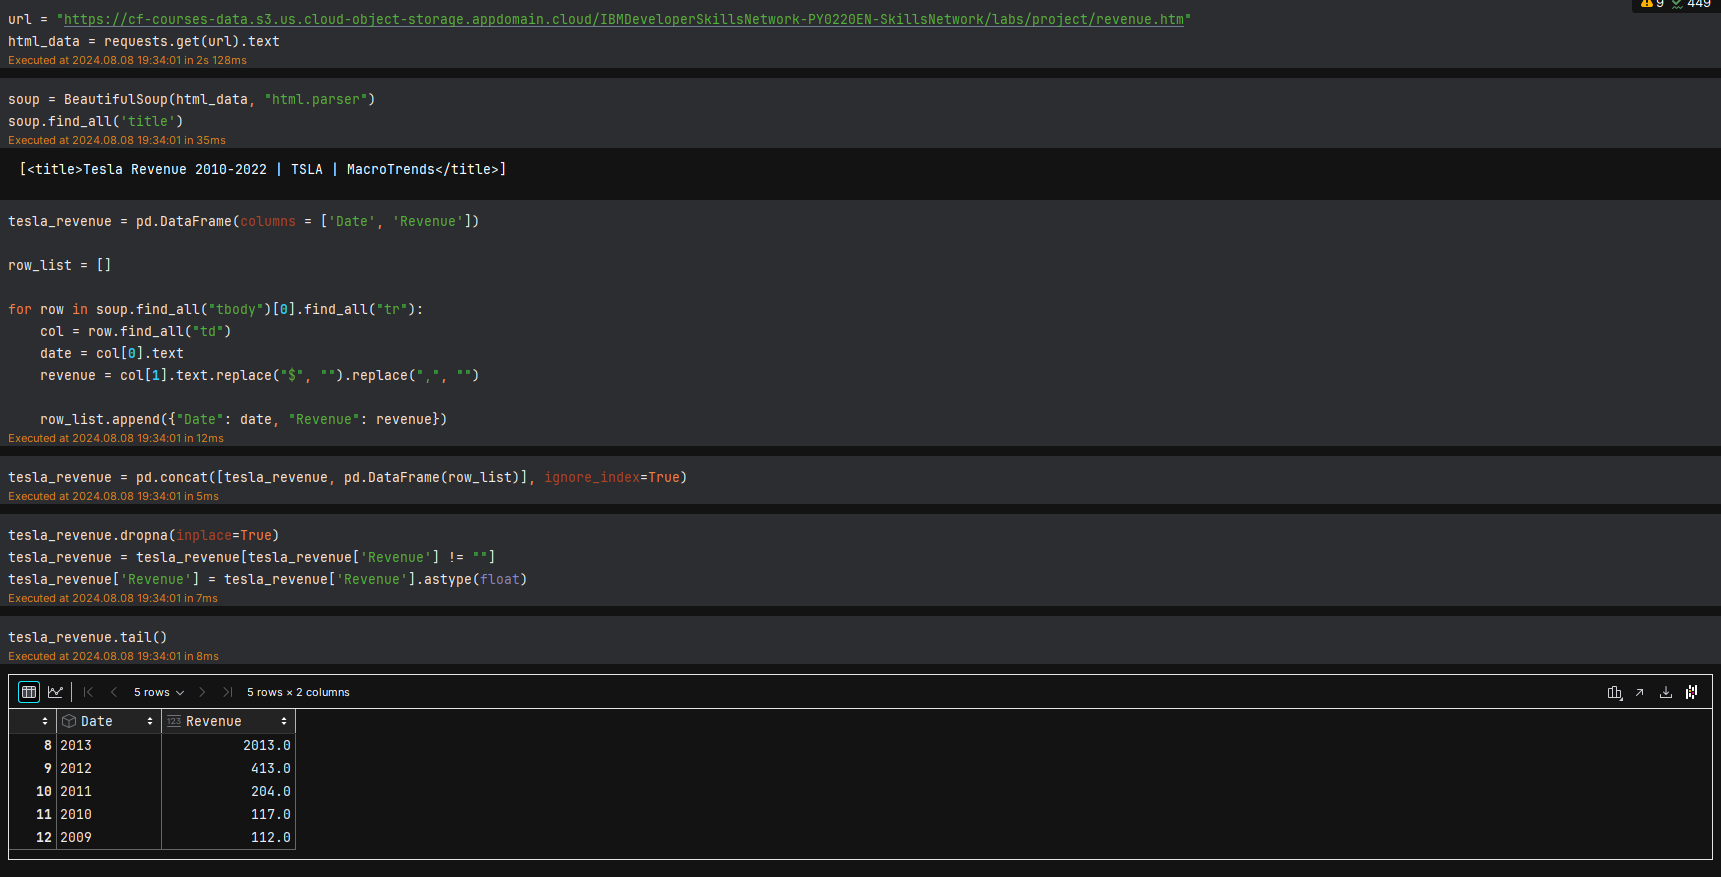 9 449
url = "https://cf-courses-data.s3.us.cloud-object-storage.appdomain.cloud/IBMDeveloperSkillsNetwork-PY0220EN-SkillsNetwork/labs/project/revenue.htm"
html_data = requests.get(url).text
Executed at 2024.08.08 19:34:01 in 2s 128ms
soup = BeautifulSoup(html_data, "html.parser")
soup.find_all('title')
Executed at 2024.08.08 19:34:01 in 35ms
[<title>Tesla Revenue 2010-2022 | TSLA | MacroTrends</title>]
tesla_revenue = pd.DataFrame(columns = ['Date', 'Revenue'])
row_list = []
for row in soup.find_all("tbody")[0].find_all("tr"):
    col = row.find_all("td")
    date = col[0].text
    revenue = col[1].text.replace("$", "").replace(",", "")
    row_list.append({"Date": date, "Revenue": revenue})
Executed at 2024.08.08 19:34:01 in 12ms
tesla_revenue = pd.concat([tesla_revenue, pd.DataFrame(row_list)], ignore_index=True)
Executed at 2024.08.08 19:34:01 in 5ms
tesla_revenue.dropna(inplace=True)
tesla_revenue = tesla_revenue[tesla_revenue['Revenue'] != ""]
tesla_revenue['Revenue'] = tesla_revenue['Revenue'].astype(float)
Executed at 2024.08.08 19:34:01 in 7ms
tesla_revenue.tail()
Executed at 2024.08.08 19:34:01 in 8ms
5 rows 5 rows × 2 columns
Date 123 Revenue
8 2013 2013.0
9 2012 413.0
10 2011 204.0
11 2010 117.0
12 2009 112.0